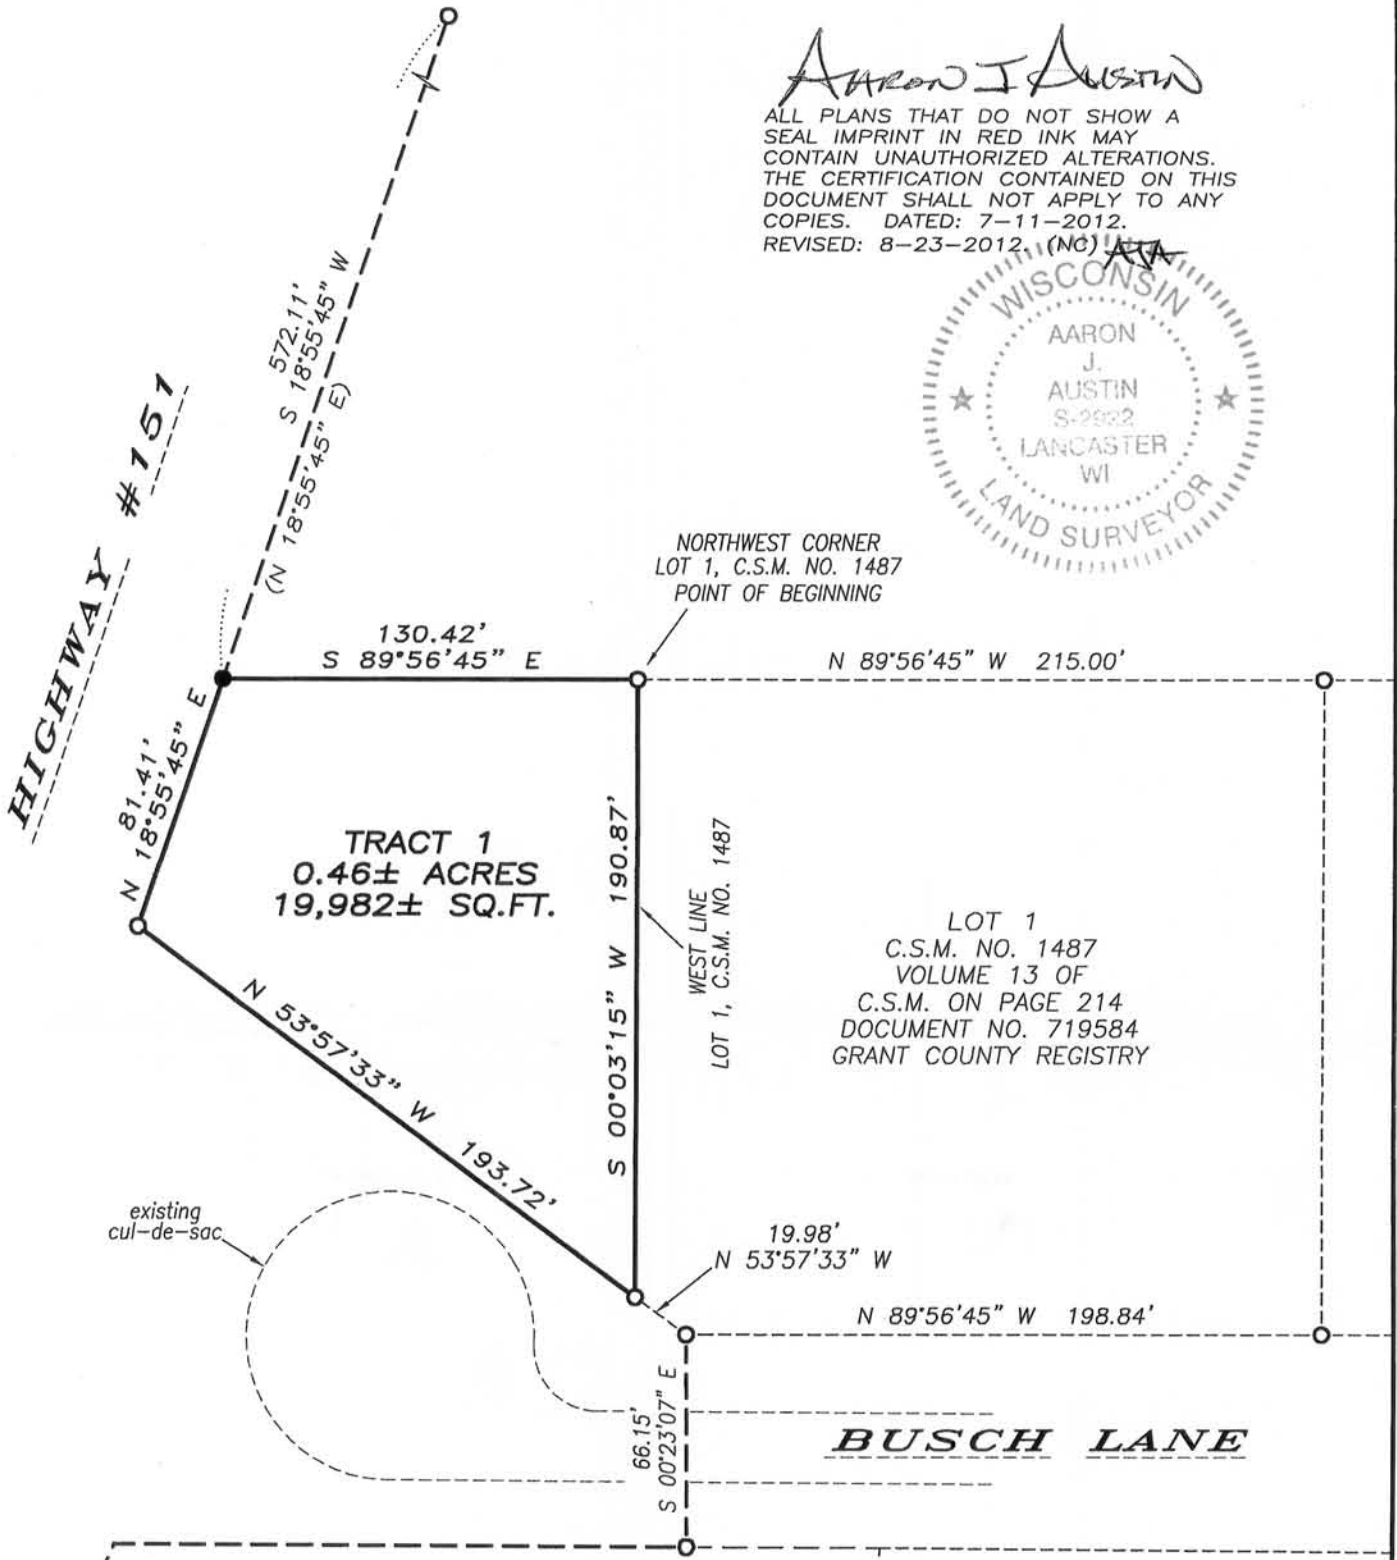 AARON J AUSTIN
ALL PLANS THAT DO NOT SHOW A
SEAL IMPRINT IN RED INK MAY
CONTAIN UNAUTHORIZED ALTERATIONS.
THE CERTIFICATION CONTAINED ON THIS
DOCUMENT SHALL NOT APPLY TO ANY
COPIES. DATED: 7-11-2012.
REVISED: 8-23-2012. (NC) AJA
WISCONSIN
AARON
J.
AUSTIN
S-2922
LANCASTER
WI
LAND SURVEYOR
572.11'
S 18°55'45" W
(N 18°55'45" E)
HIGHWAY #151
NORTHWEST CORNER
LOT 1, C.S.M. NO. 1487
POINT OF BEGINNING
130.42'
S 89°56'45" E
N 89°56'45" W 215.00'
81.41'
N 18°55'45" E
TRACT 1
0.46± ACRES
19,982± SQ.FT.
S 00°03'15" W 190.87'
WEST LINE
LOT 1, C.S.M. NO. 1487
LOT 1
C.S.M. NO. 1487
VOLUME 13 OF
C.S.M. ON PAGE 214
DOCUMENT NO. 719584
GRANT COUNTY REGISTRY
N 53°57'33" W 193.72'
existing
cul-de-sac
19.98'
N 53°57'33" W
N 89°56'45" W 198.84'
66.15'
S 00°23'07" E
BUSCH LANE